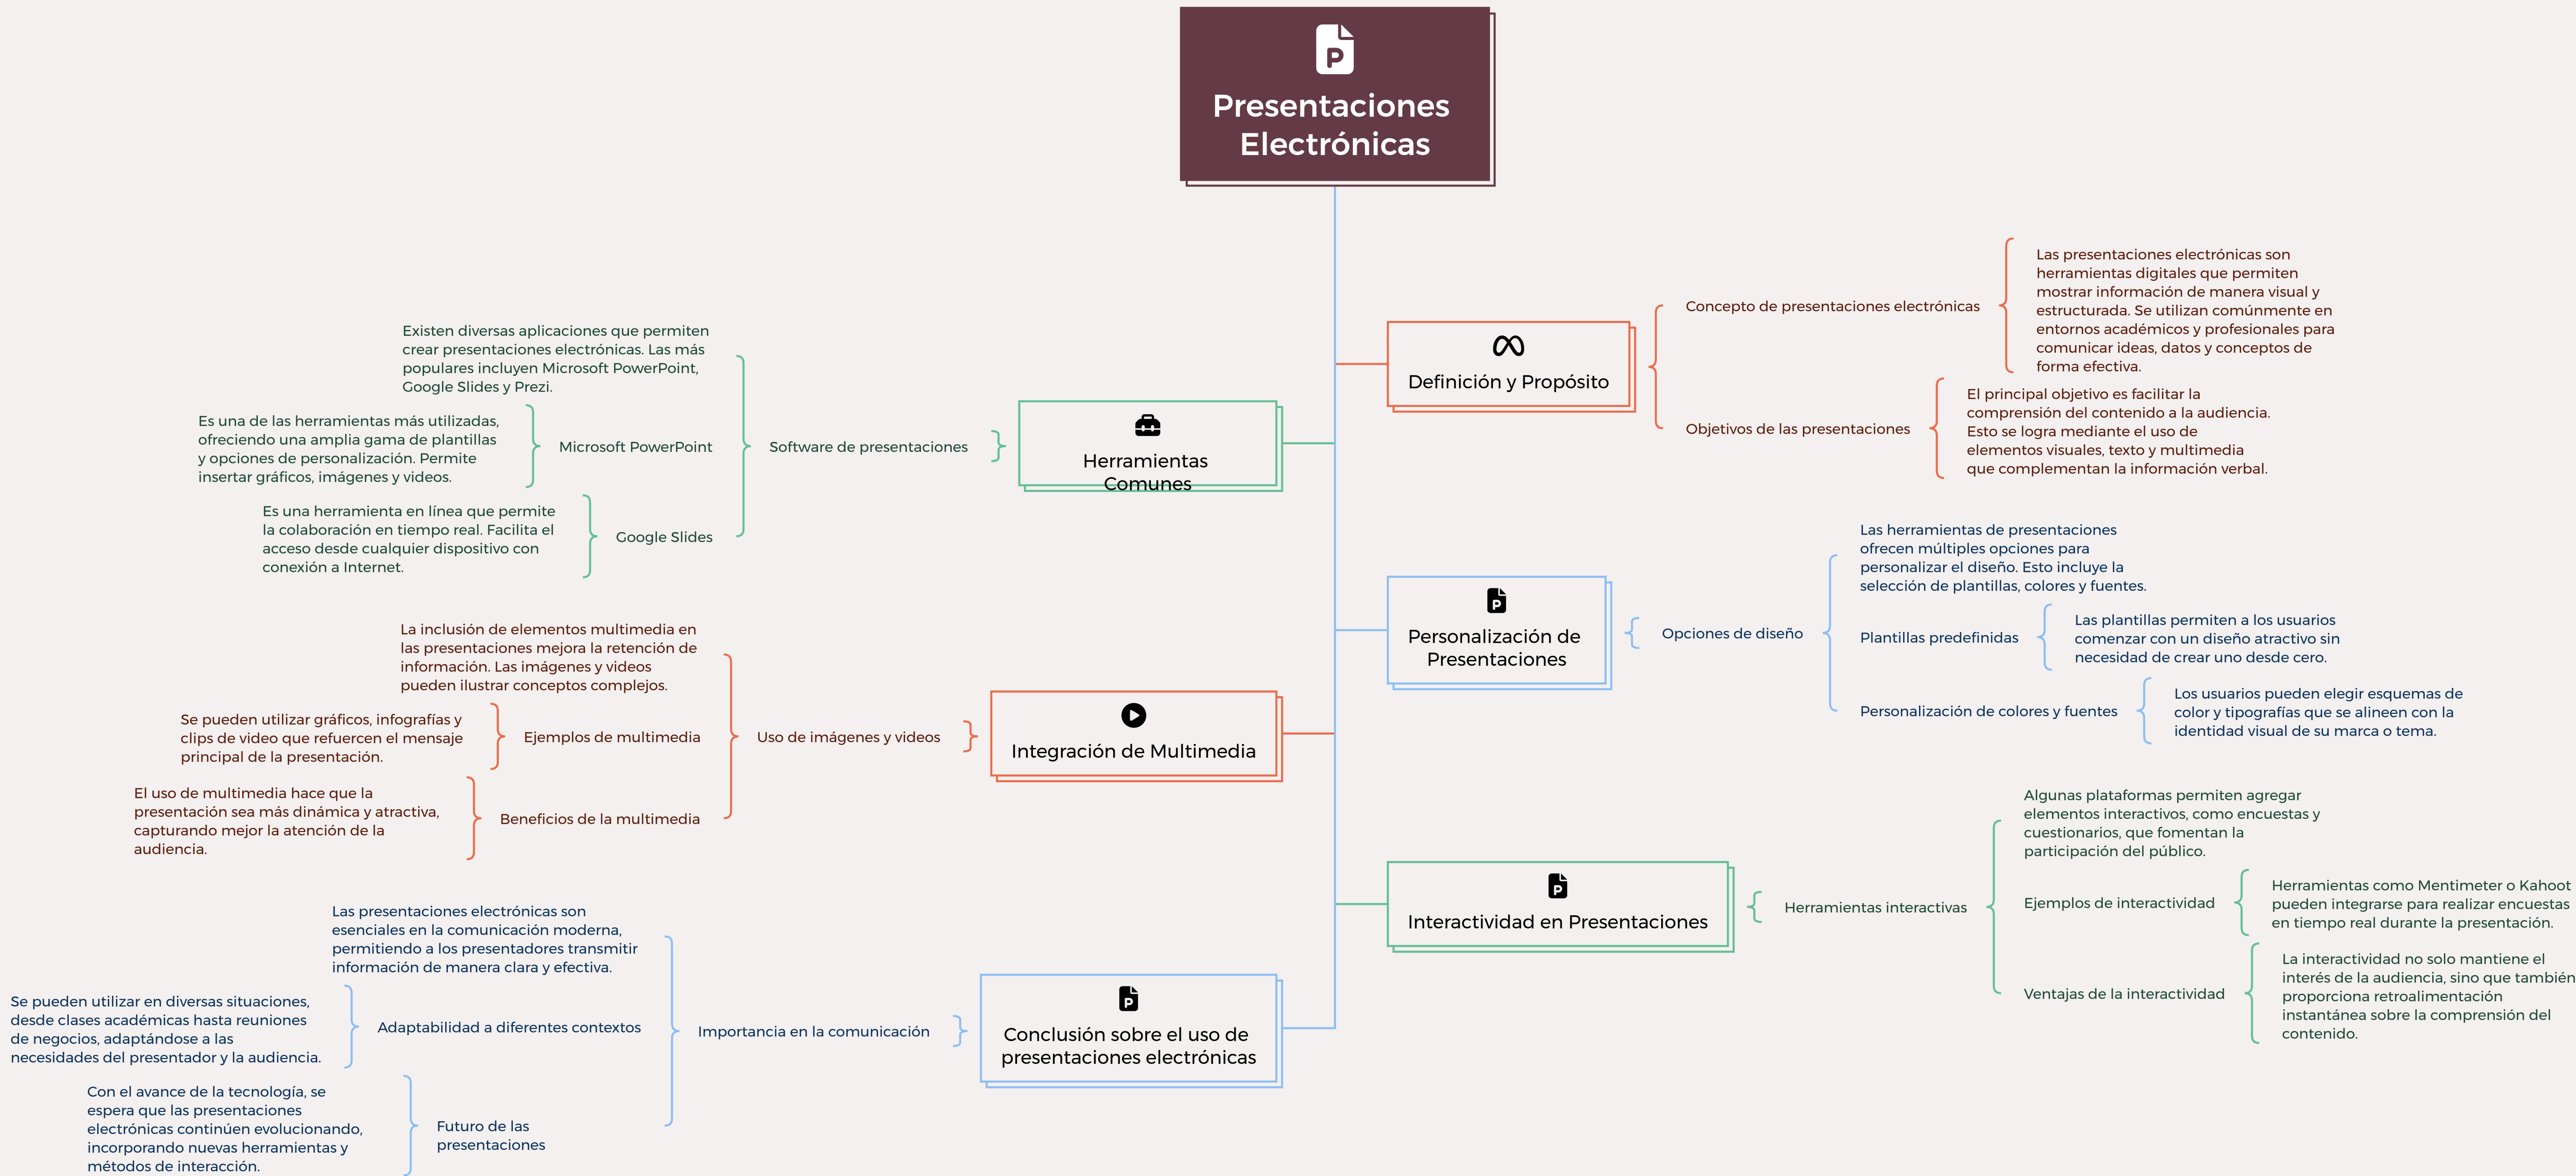 Presentaciones
Electrónicas
Definición y Propósito
Concepto de presentaciones electrónicas
Las presentaciones electrónicas son
herramientas digitales que permiten
mostrar información de manera visual y
estructurada. Se utilizan comúnmente en
entornos académicos y profesionales para
comunicar ideas, datos y conceptos de
forma efectiva.
Objetivos de las presentaciones
El principal objetivo es facilitar la
comprensión del contenido a la audiencia.
Esto se logra mediante el uso de
elementos visuales, texto y multimedia
que complementan la información verbal.
Herramientas
Comunes
Software de presentaciones
Existen diversas aplicaciones que permiten
crear presentaciones electrónicas. Las más
populares incluyen Microsoft PowerPoint,
Google Slides y Prezi.
Microsoft PowerPoint
Es una de las herramientas más utilizadas,
ofreciendo una amplia gama de plantillas
y opciones de personalización. Permite
insertar gráficos, imágenes y videos.
Google Slides
Es una herramienta en línea que permite
la colaboración en tiempo real. Facilita el
acceso desde cualquier dispositivo con
conexión a Internet.
Personalización de
Presentaciones
Opciones de diseño
Las herramientas de presentaciones
ofrecen múltiples opciones para
personalizar el diseño. Esto incluye la
selección de plantillas, colores y fuentes.
Plantillas predefinidas
Las plantillas permiten a los usuarios
comenzar con un diseño atractivo sin
necesidad de crear uno desde cero.
Personalización de colores y fuentes
Los usuarios pueden elegir esquemas de
color y tipografías que se alineen con la
identidad visual de su marca o tema.
Integración de Multimedia
Uso de imágenes y videos
La inclusión de elementos multimedia en
las presentaciones mejora la retención de
información. Las imágenes y videos
pueden ilustrar conceptos complejos.
Ejemplos de multimedia
Se pueden utilizar gráficos, infografías y
clips de video que refuercen el mensaje
principal de la presentación.
Beneficios de la multimedia
El uso de multimedia hace que la
presentación sea más dinámica y atractiva,
capturando mejor la atención de la
audiencia.
Interactividad en Presentaciones
Herramientas interactivas
Algunas plataformas permiten agregar
elementos interactivos, como encuestas y
cuestionarios, que fomentan la
participación del público.
Ejemplos de interactividad
Herramientas como Mentimeter o Kahoot
pueden integrarse para realizar encuestas
en tiempo real durante la presentación.
Ventajas de la interactividad
La interactividad no solo mantiene el
interés de la audiencia, sino que también
proporciona retroalimentación
instantánea sobre la comprensión del
contenido.
Conclusión sobre el uso de
presentaciones electrónicas
Importancia en la comunicación
Las presentaciones electrónicas son
esenciales en la comunicación moderna,
permitiendo a los presentadores transmitir
información de manera clara y efectiva.
Adaptabilidad a diferentes contextos
Se pueden utilizar en diversas situaciones,
desde clases académicas hasta reuniones
de negocios, adaptándose a las
necesidades del presentador y la audiencia.
Futuro de las
presentaciones
Con el avance de la tecnología, se
espera que las presentaciones
electrónicas continúen evolucionando,
incorporando nuevas herramientas y
métodos de interacción.